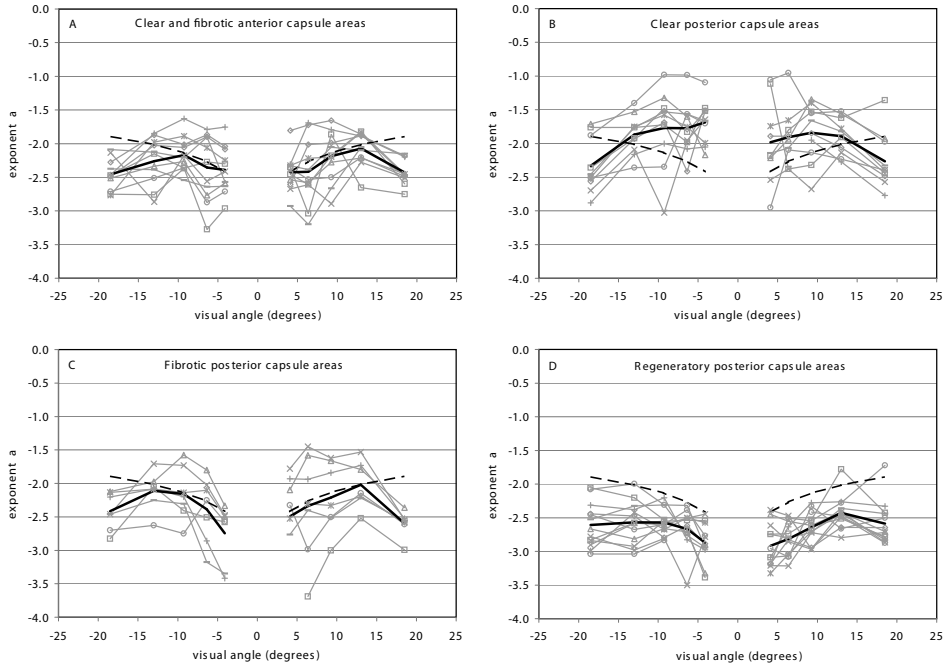 A Clear and fibrotic anterior capsule areas
0.0
-0.5
-1.0
-1.5
-2.0
-2.5
-3.0
-3.5
-4.0
exponent a
-25 -20 -15 -10 -5 0 5 10 15 20 25
visual angle (degrees)
B Clear posterior capsule areas
0.0
-0.5
-1.0
-1.5
-2.0
-2.5
-3.0
-3.5
-4.0
exponent a
-25 -20 -15 -10 -5 0 5 10 15 20 25
visual angle (degrees)
C Fibrotic posterior capsule areas
0.0
-0.5
-1.0
-1.5
-2.0
-2.5
-3.0
-3.5
-4.0
exponent a
-25 -20 -15 -10 -5 0 5 10 15 20 25
visual angle (degrees)
D Regeneratory posterior capsule areas
0.0
-0.5
-1.0
-1.5
-2.0
-2.5
-3.0
-3.5
-4.0
exponent a
-25 -20 -15 -10 -5 0 5 10 15 20 25
visual angle (degrees)